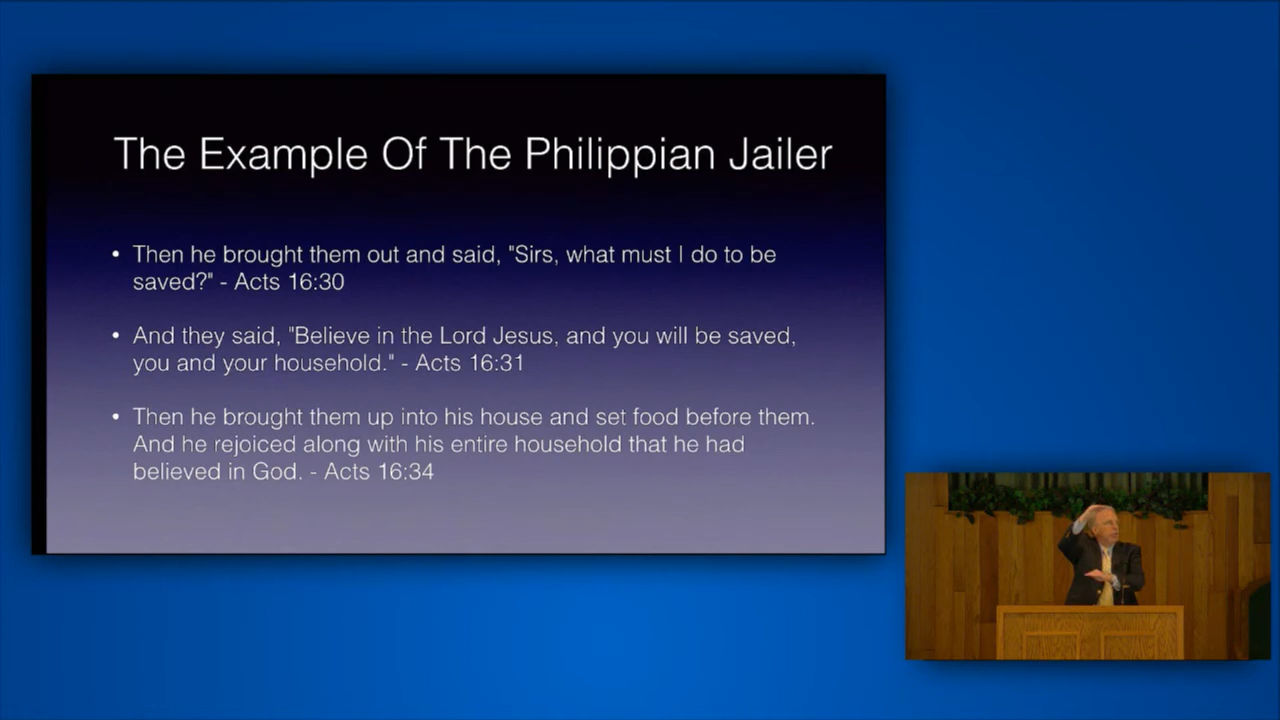 The Example Of The Philippian Jailer
• Then he brought them out and said, "Sirs, what must I do to be
saved?" - Acts 16:30
• And they said, "Believe in the Lord Jesus, and you will be saved,
you and your household." - Acts 16:31
• Then he brought them up into his house and set food before them.
And he rejoiced along with his entire household that he had
believed in God. - Acts 16:34